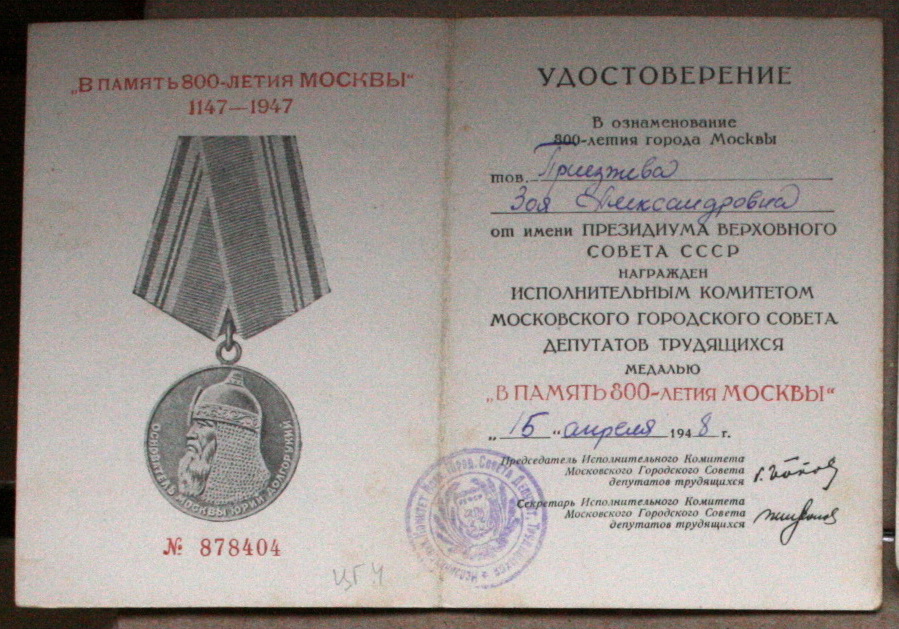 „В ПАМЯТЬ 800-ЛЕТИЯ МОСКВЫ“
1147—1947
ОСНОВАТЕЛЬ МОСКВЫ ЮРИЙ ДОЛГОРУКИЙ
№ 878404
УДОСТОВЕРЕНИЕ
В ознаменование
800-летия города Москвы
тов. Приезжева
Зоя Александровна
от имени ПРЕЗИДИУМА ВЕРХОВНОГО
СОВЕТА СССР
НАГРАЖДЕН
ИСПОЛНИТЕЛЬНЫМ КОМИТЕТОМ
МОСКОВСКОГО ГОРОДСКОГО СОВЕТА
ДЕПУТАТОВ ТРУДЯЩИХСЯ
МЕДАЛЬЮ
„В ПАМЯТЬ 800-ЛЕТИЯ МОСКВЫ“
„15“ апреля 1948 г.
Председатель Исполнительного Комитета
Московского Городского Совета
депутатов трудящихся
Секретарь Исполнительного Комитета
Московского Городского Совета
депутатов трудящихся